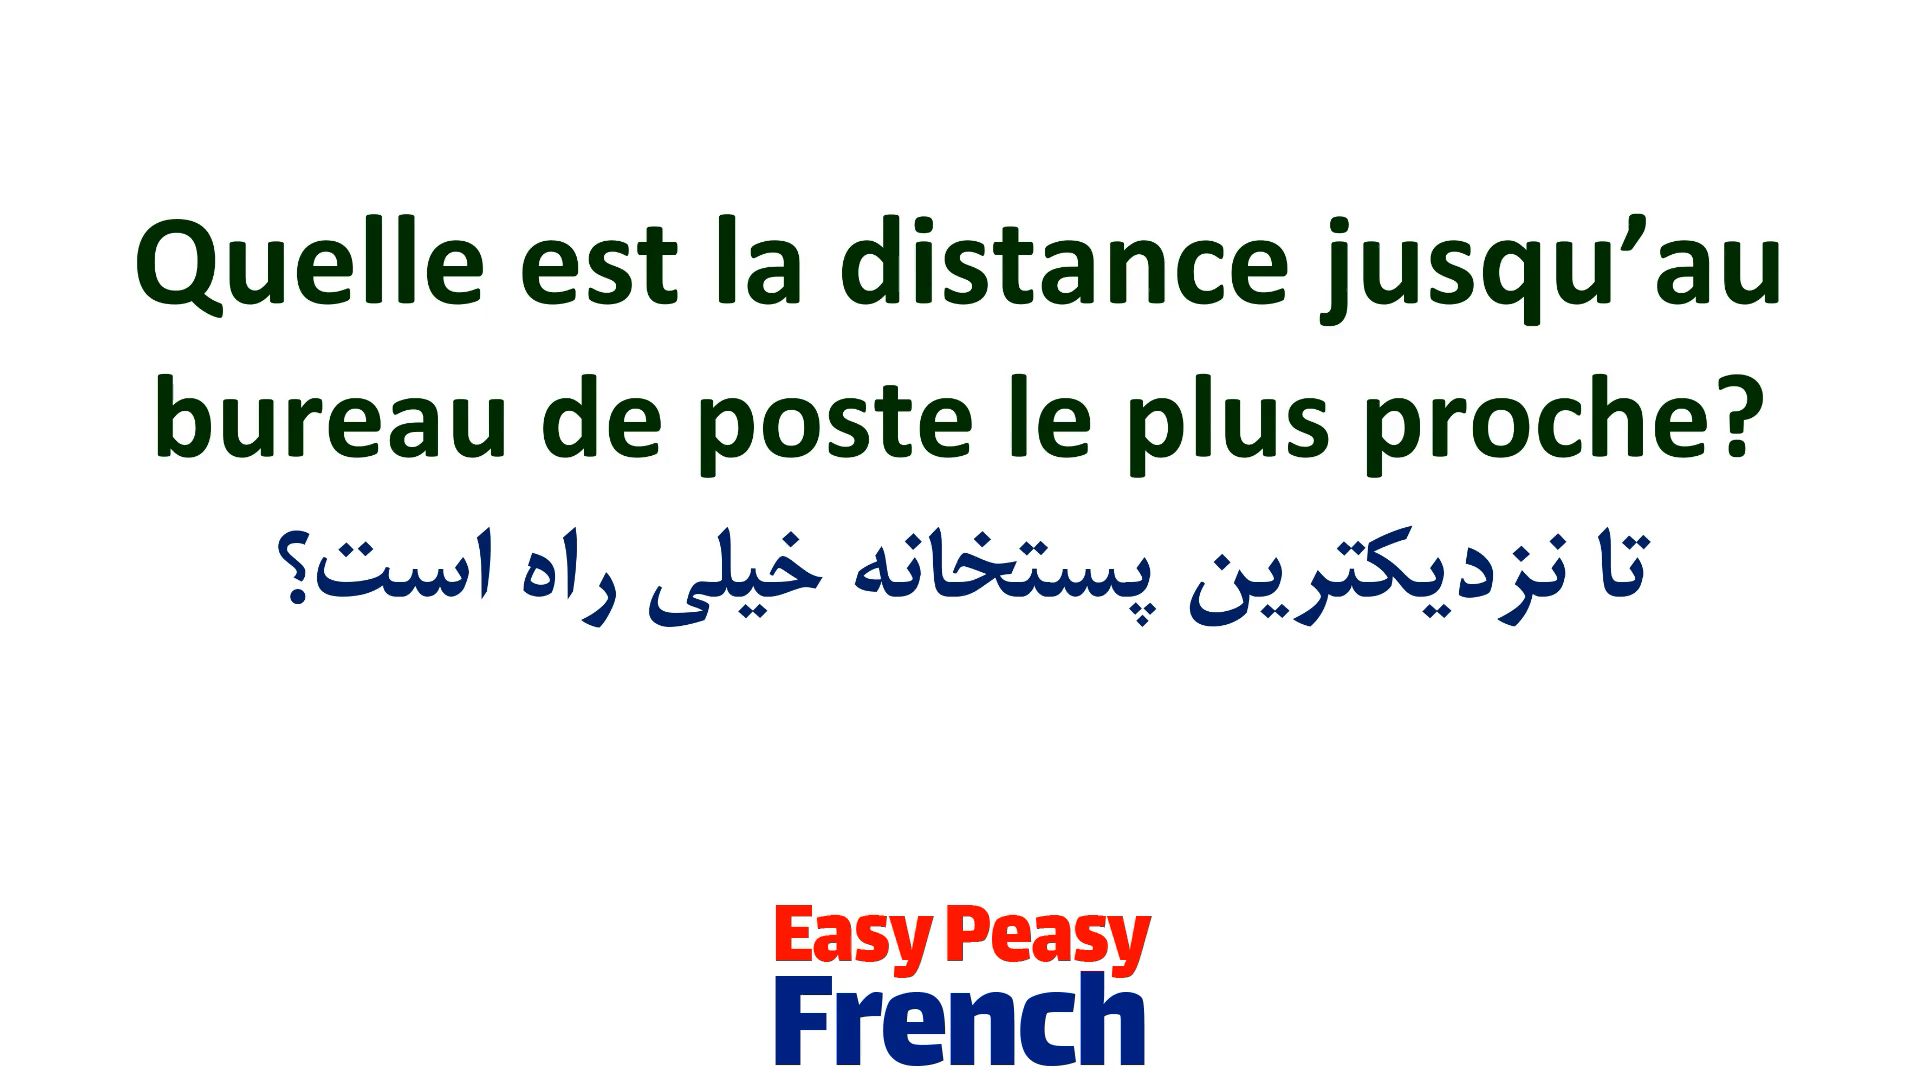 Quelle est la distance jusqu’au
bureau de poste le plus proche?
تا نزدیکترین پستخانه خیلی راه است؟
Easy Peasy
French